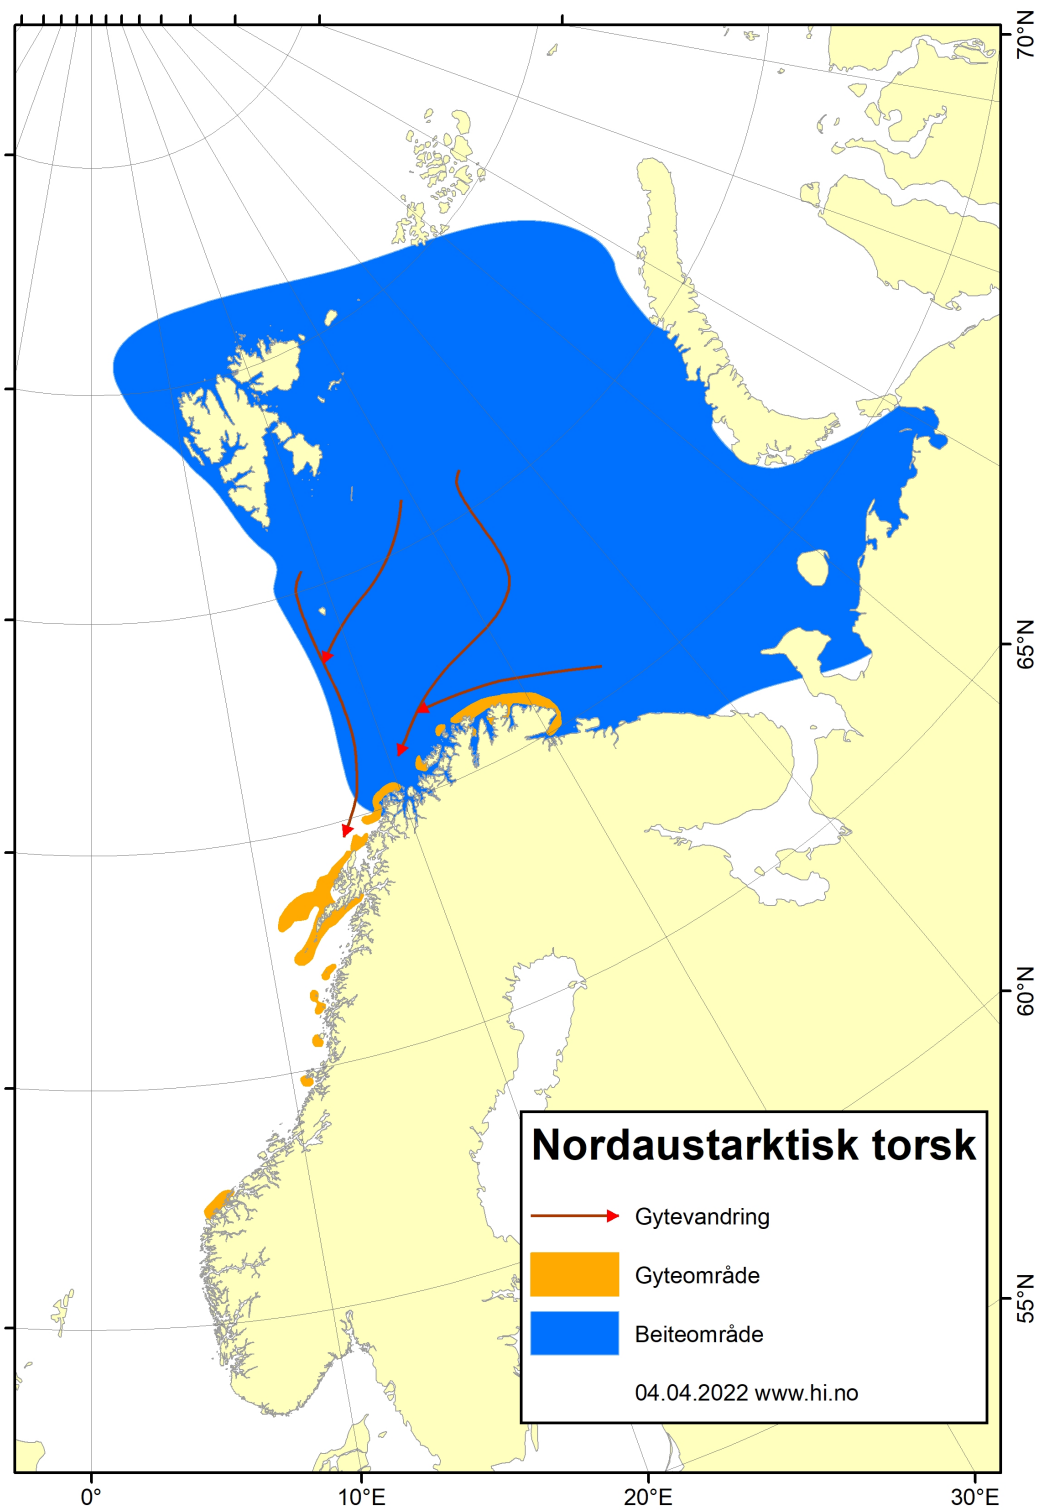 70°N
65°N
60°N
55°N
Nordaustarktisk torsk
Gytevandring
Gyteområde
Beiteområde
04.04.2022 www.hi.no
0°
10°E
20°E
30°E